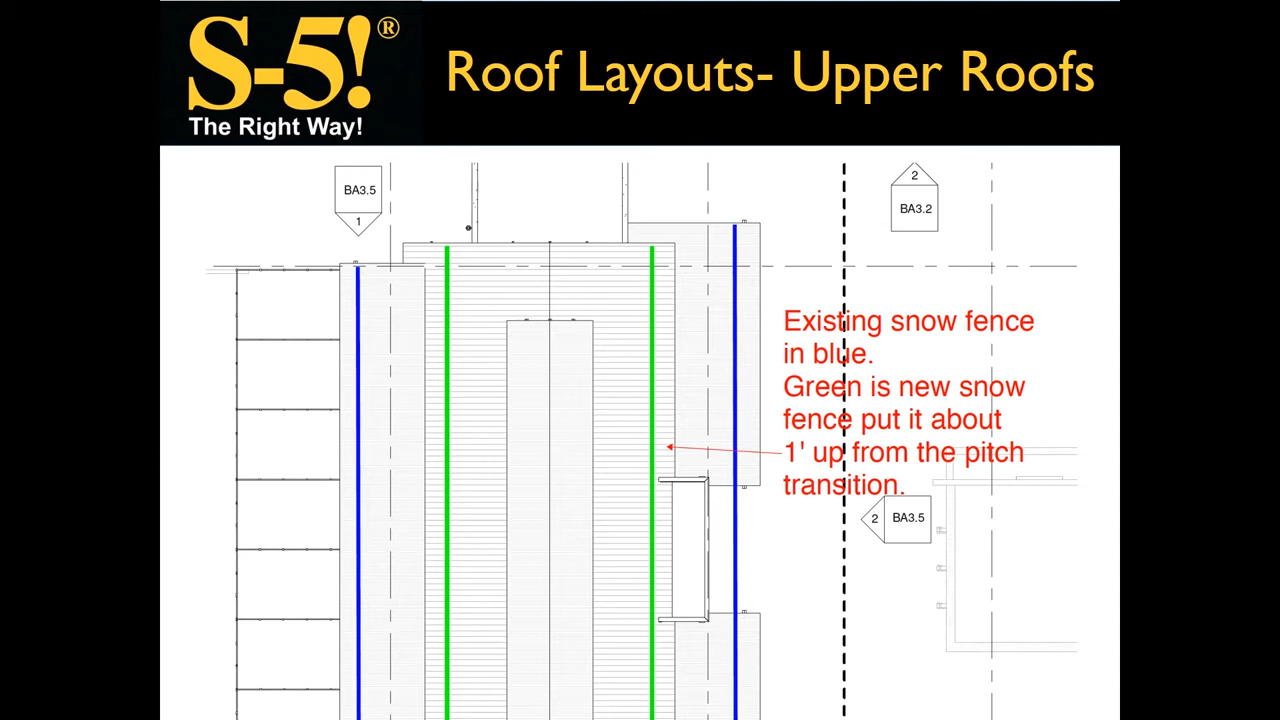 S-5!®
The Right Way!
Roof Layouts- Upper Roofs
BA3.5
1
2
BA3.2
Existing snow fence
in blue.
Green is new snow
fence put it about
1' up from the pitch
transition.
2
BA3.5